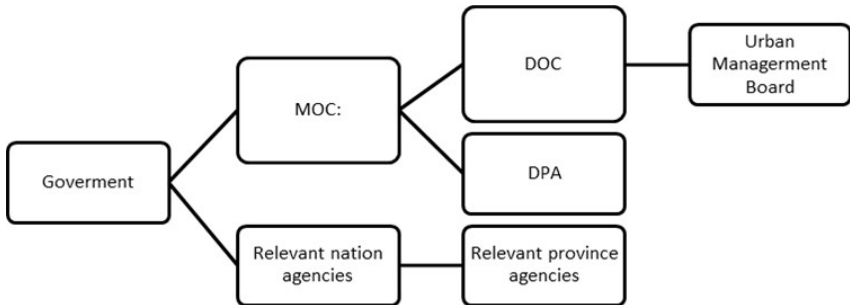 Goverment
MOC:
DOC
Urban
Managerment
Board
DPA
Relevant nation
agencies
Relevant province
agencies